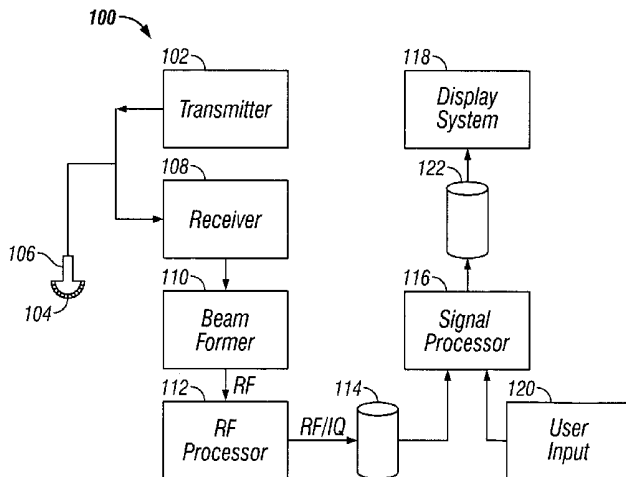 100
102
Transmitter
118
Display
System
108
Receiver
122
106
104
110
Beam
Former
116
Signal
Processor
RF
112
RF
Processor
RF/IQ
114
120
User
Input